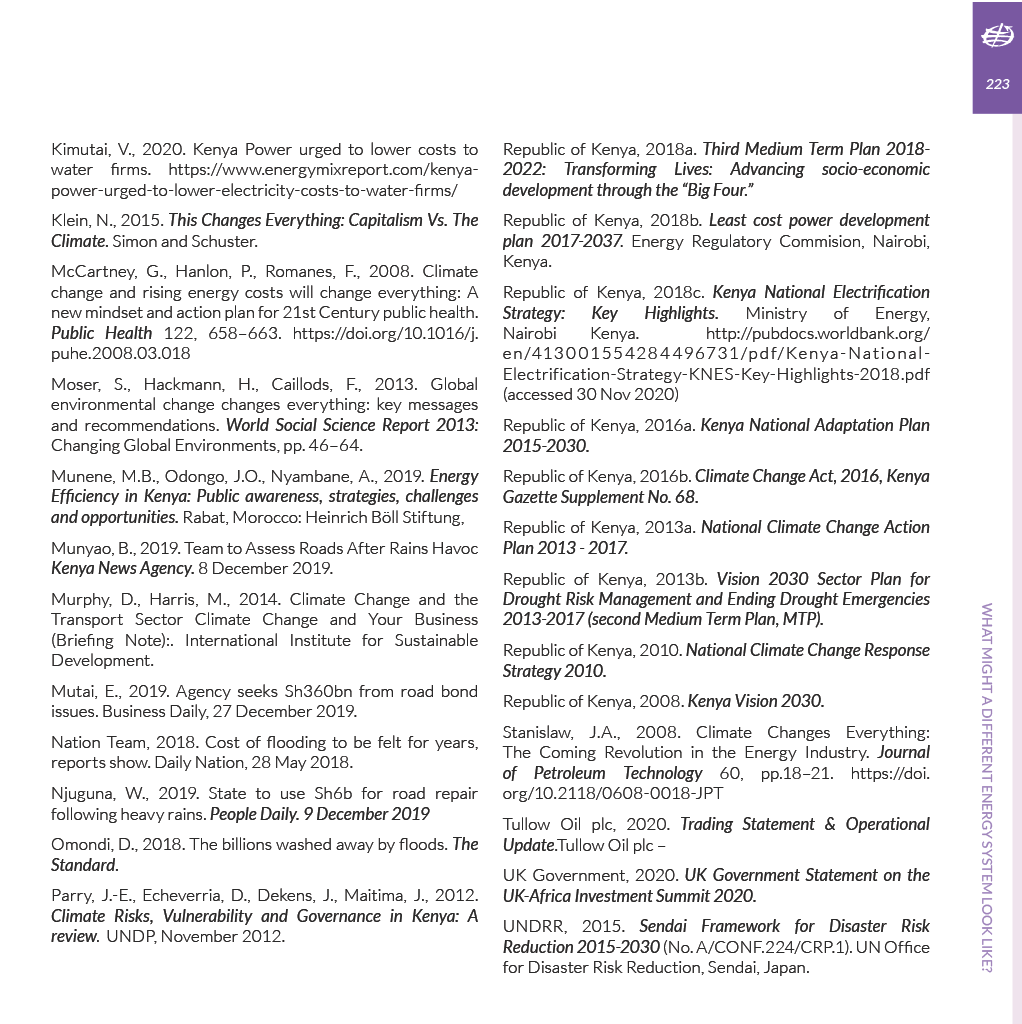 223
Kimutai, V., 2020. Kenya Power urged to lower costs to
water firms. https://www.energymixreport.com/kenya-
power-urged-to-lower-electricity-costs-to-water-firms/
Klein, N., 2015. This Changes Everything: Capitalism Vs. The
Climate. Simon and Schuster.
McCartney, G., Hanlon, P., Romanes, F., 2008. Climate
change and rising energy costs will change everything: A
new mindset and action plan for 21st Century public health.
Public Health 122, 658–663. https://doi.org/10.1016/j.
puhe.2008.03.018
Moser, S., Hackmann, H., Caillods, F., 2013. Global
environmental change changes everything: key messages
and recommendations. World Social Science Report 2013:
Changing Global Environments, pp. 46–64.
Munene, M.B., Odongo, J.O., Nyambane, A., 2019. Energy
Efficiency in Kenya: Public awareness, strategies, challenges
and opportunities. Rabat, Morocco: Heinrich Böll Stiftung,
Munyao, B., 2019. Team to Assess Roads After Rains Havoc
Kenya News Agency. 8 December 2019.
Murphy, D., Harris, M., 2014. Climate Change and the
Transport Sector Climate Change and Your Business
(Briefing Note):. International Institute for Sustainable
Development.
Mutai, E., 2019. Agency seeks Sh360bn from road bond
issues. Business Daily, 27 December 2019.
Nation Team, 2018. Cost of flooding to be felt for years,
reports show. Daily Nation, 28 May 2018.
Njuguna, W., 2019. State to use Sh6b for road repair
following heavy rains. People Daily. 9 December 2019
Omondi, D., 2018. The billions washed away by floods. The
Standard.
Parry, J.-E., Echeverria, D., Dekens, J., Maitima, J., 2012.
Climate Risks, Vulnerability and Governance in Kenya: A
review. UNDP, November 2012.
Republic of Kenya, 2018a. Third Medium Term Plan 2018-
2022: Transforming Lives: Advancing socio-economic
development through the “Big Four.”
Republic of Kenya, 2018b. Least cost power development
plan 2017-2037. Energy Regulatory Commision, Nairobi,
Kenya.
Republic of Kenya, 2018c. Kenya National Electrification
Strategy: Key Highlights. Ministry of Energy,
Nairobi Kenya. http://pubdocs.worldbank.org/
en/413001554284496731/pdf/Kenya-National-
Electrification-Strategy-KNES-Key-Highlights-2018.pdf
(accessed 30 Nov 2020)
Republic of Kenya, 2016a. Kenya National Adaptation Plan
2015-2030.
Republic of Kenya, 2016b. Climate Change Act, 2016, Kenya
Gazette Supplement No. 68.
Republic of Kenya, 2013a. National Climate Change Action
Plan 2013 - 2017.
Republic of Kenya, 2013b. Vision 2030 Sector Plan for
Drought Risk Management and Ending Drought Emergencies
2013-2017 (second Medium Term Plan, MTP).
Republic of Kenya, 2010. National Climate Change Response
Strategy 2010.
Republic of Kenya, 2008. Kenya Vision 2030.
Stanislaw, J.A., 2008. Climate Changes Everything:
The Coming Revolution in the Energy Industry. Journal
of Petroleum Technology 60, pp.18–21. https://doi.
org/10.2118/0608-0018-JPT
Tullow Oil plc, 2020. Trading Statement & Operational
Update.Tullow Oil plc –
UK Government, 2020. UK Government Statement on the
UK-Africa Investment Summit 2020.
UNDRR, 2015. Sendai Framework for Disaster Risk
Reduction 2015-2030 (No. A/CONF.224/CRP.1). UN Office
for Disaster Risk Reduction, Sendai, Japan.
WHAT MIGHT A DIFFERENT ENERGY SYSTEM LOOK LIKE?